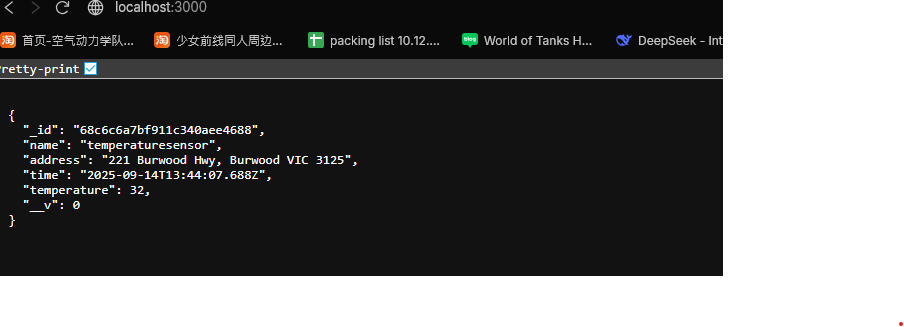 localhost:3000
首页-空气动力学队... 少女前线同人周边... packing list 10.12.... blog World of Tanks H... DeepSeek - Int
retty-print
{
"_id": "68c6c6a7bf911c340aee4688",
"name": "temperaturesensor",
"address": "221 Burwood Hwy, Burwood VIC 3125",
"time": "2025-09-14T13:44:07.688Z",
"temperature": 32,
"__v": 0
}